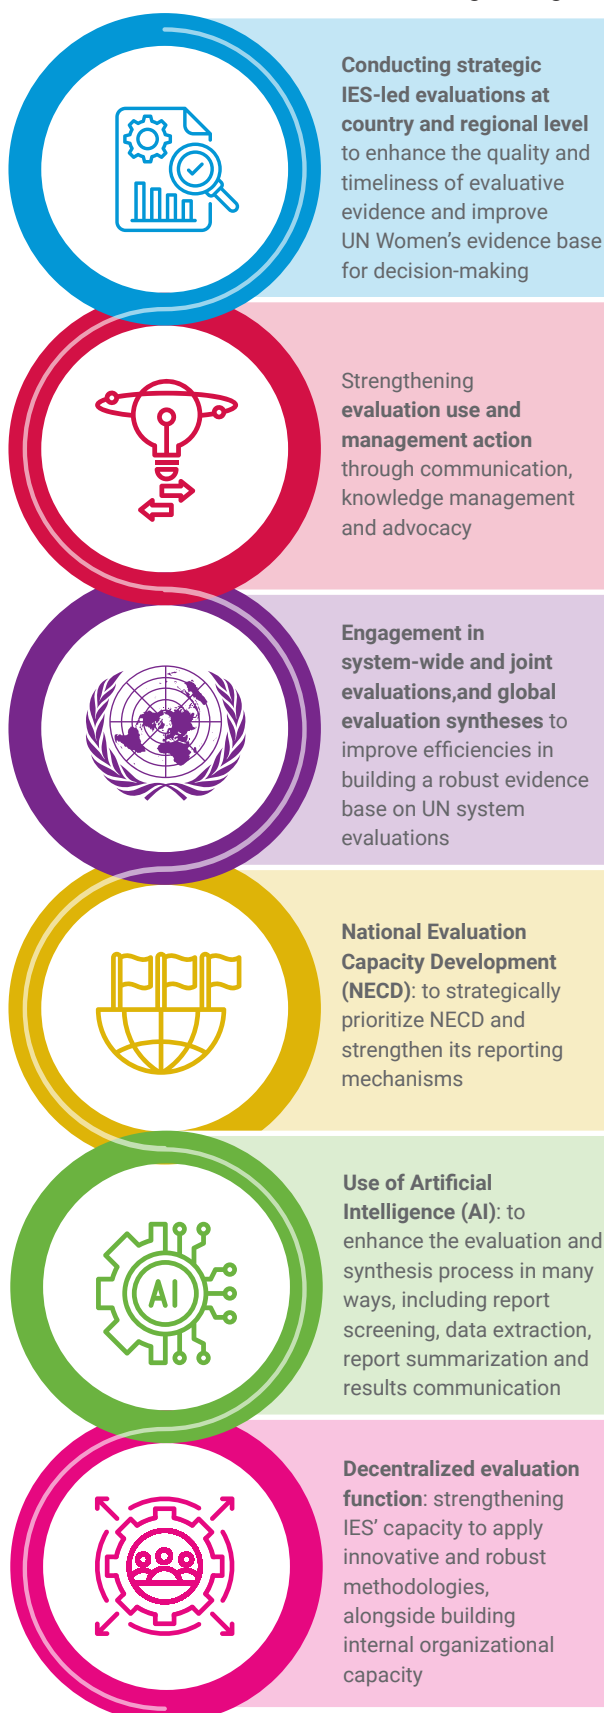 Conducting strategic
IES-led evaluations at
country and regional level
to enhance the quality and
timeliness of evaluative
evidence and improve
UN Women's evidence base
for decision-making
Strengthening
evaluation use and
management action
through communication,
knowledge management
and advocacy
Engagement in
system-wide and joint
evaluations,and global
evaluation syntheses to
improve efficiencies in
building a robust evidence
base on UN system
evaluations
National Evaluation
Capacity Development
(NECD): to strategically
prioritize NECD and
strengthen its reporting
mechanisms
AI
Use of Artificial
Intelligence (AI): to
enhance the evaluation and
synthesis process in many
ways, including report
screening, data extraction,
report summarization and
results communication
Decentralized evaluation
function: strengthening
IES' capacity to apply
innovative and robust
methodologies,
alongside building
internal organizational
capacity